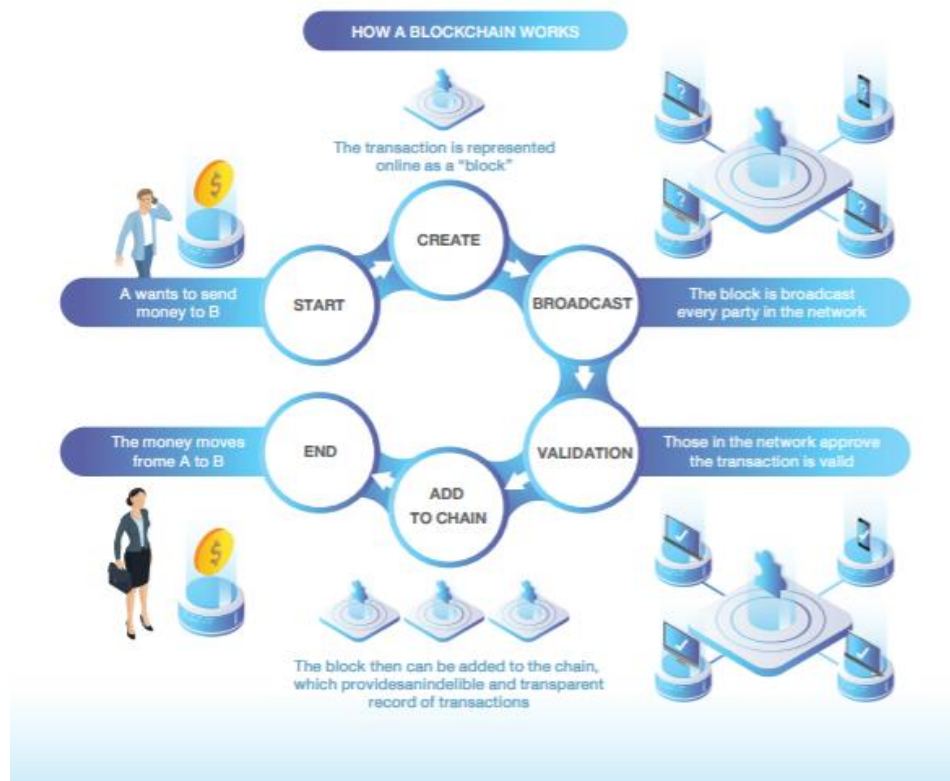 HOW A BLOCKCHAIN WORKS
The transaction is represented
online as a “block”
A wants to send
money to B
START
CREATE
BROADCAST
The block is broadcast
every party in the network
VALIDATION
Those in the network approve
the transaction is valid
ADD
TO CHAIN
The block then can be added to the chain,
which providesanindelible and transparent
record of transactions
END
The money moves
frome A to B
$
$
?
?
?
?